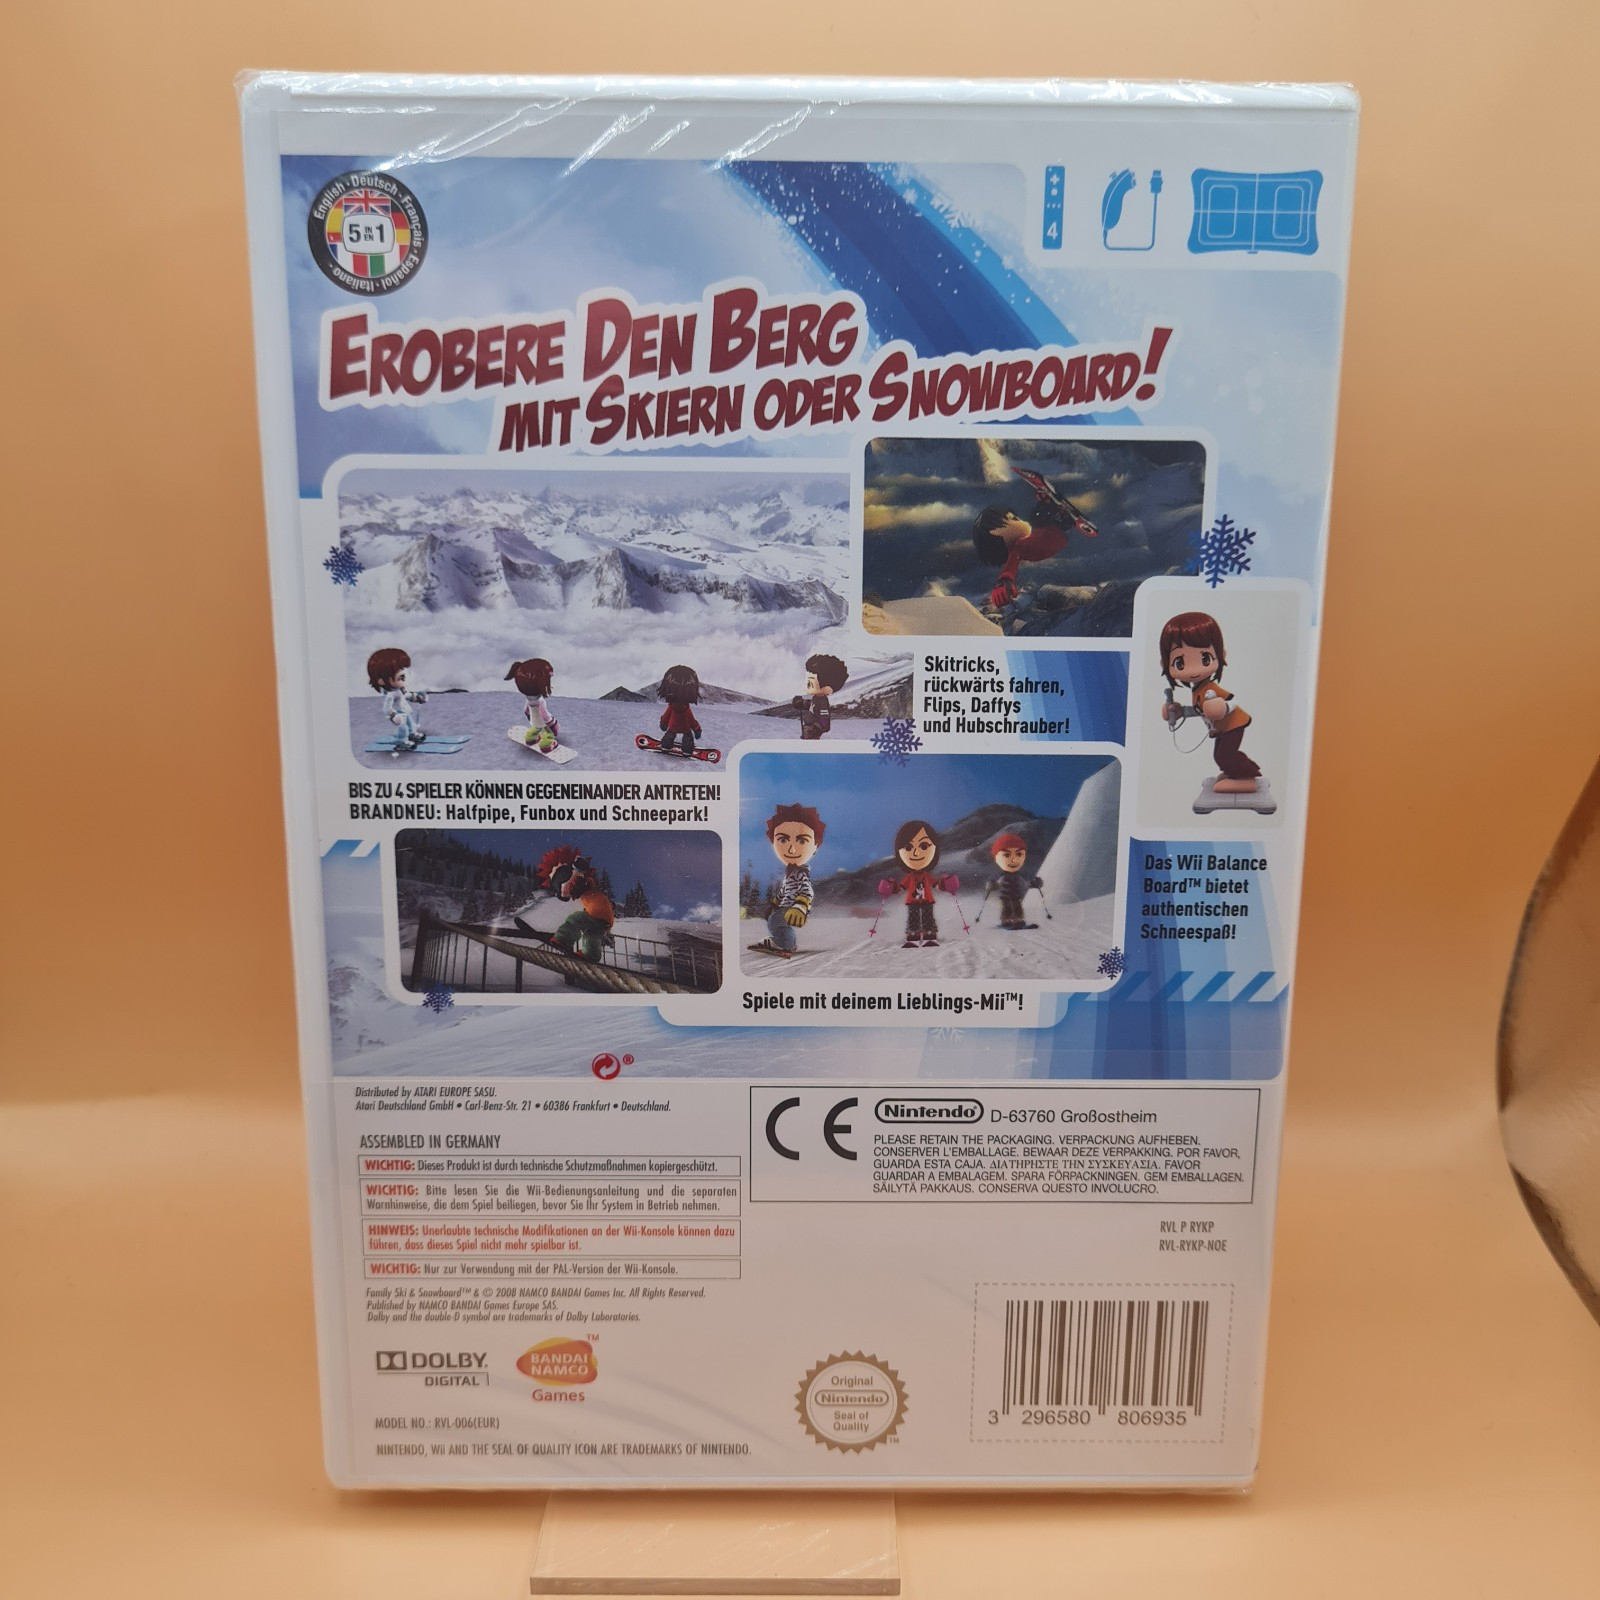 English · Deutsch · Français · Español · Italiano ·
5 IN EN 1
4
EROBERE DEN BERG
MIT SKIERN ODER SNOWBOARD!
Skitricks,
rückwärts fahren,
Flips, Daffys
und Hubschrauber!
BIS ZU 4 SPIELER KÖNNEN GEGENEINANDER ANTRETEN!
BRANDNEU: Halfpipe, Funbox und Schneepark!
Das Wii Balance
Board™ bietet
authentischen
Schneespaß!
Spiele mit deinem Lieblings-Mii™!
®
Distributed by ATARI EUROPE SASU.
Atari Deutschland GmbH • Carl-Benz-Str. 21 • 60386 Frankfurt • Deutschland.
ASSEMBLED IN GERMANY
WICHTIG: Dieses Produkt ist durch technische Schutzmaßnahmen kopiergeschützt.
WICHTIG: Bitte lesen Sie die Wii-Bedienungsanleitung und die separaten
Warnhinweise, die dem Spiel beiliegen, bevor Sie Ihr System in Betrieb nehmen.
HINWEIS: Unerlaubte technische Modifikationen an der Wii-Konsole können dazu
führen, dass dieses Spiel nicht mehr spielbar ist.
WICHTIG: Nur zur Verwendung mit der PAL-Version der Wii-Konsole.
Family Ski & Snowboard™ & © 2008 NAMCO BANDAI Games Inc. All Rights Reserved.
Published by NAMCO BANDAI Games Europe SAS.
Dolby and the double-D symbol are trademarks of Dolby Laboratories.
DOLBY.
DIGITAL
BANDAI
NAMCO
Games
™
MODEL NO.: RVL-006(EUR)
NINTENDO, Wii AND THE SEAL OF QUALITY ICON ARE TRADEMARKS OF NINTENDO.
CE
Nintendo® D-63760 Großostheim
PLEASE RETAIN THE PACKAGING. VERPACKUNG AUFHEBEN.
CONSERVER L'EMBALLAGE. BEWAAR DEZE VERPAKKING. POR FAVOR,
GUARDA ESTA CAJA. ΔΙΑΤΗΡΗΣΤΕ ΤΗΝ ΣΥΣΚΕΥΑΣΙΑ. FAVOR
GUARDAR A EMBALAGEM. SPARA FÖRPACKNINGEN. GEM EMBALLAGEN.
SÄILYTÄ PAKKAUS. CONSERVA QUESTO INVOLUCRO.
RVL P RYKP
RVL-RYKP-NOE
Original
Nintendo
Seal of
Quality
™
3 296580 806935